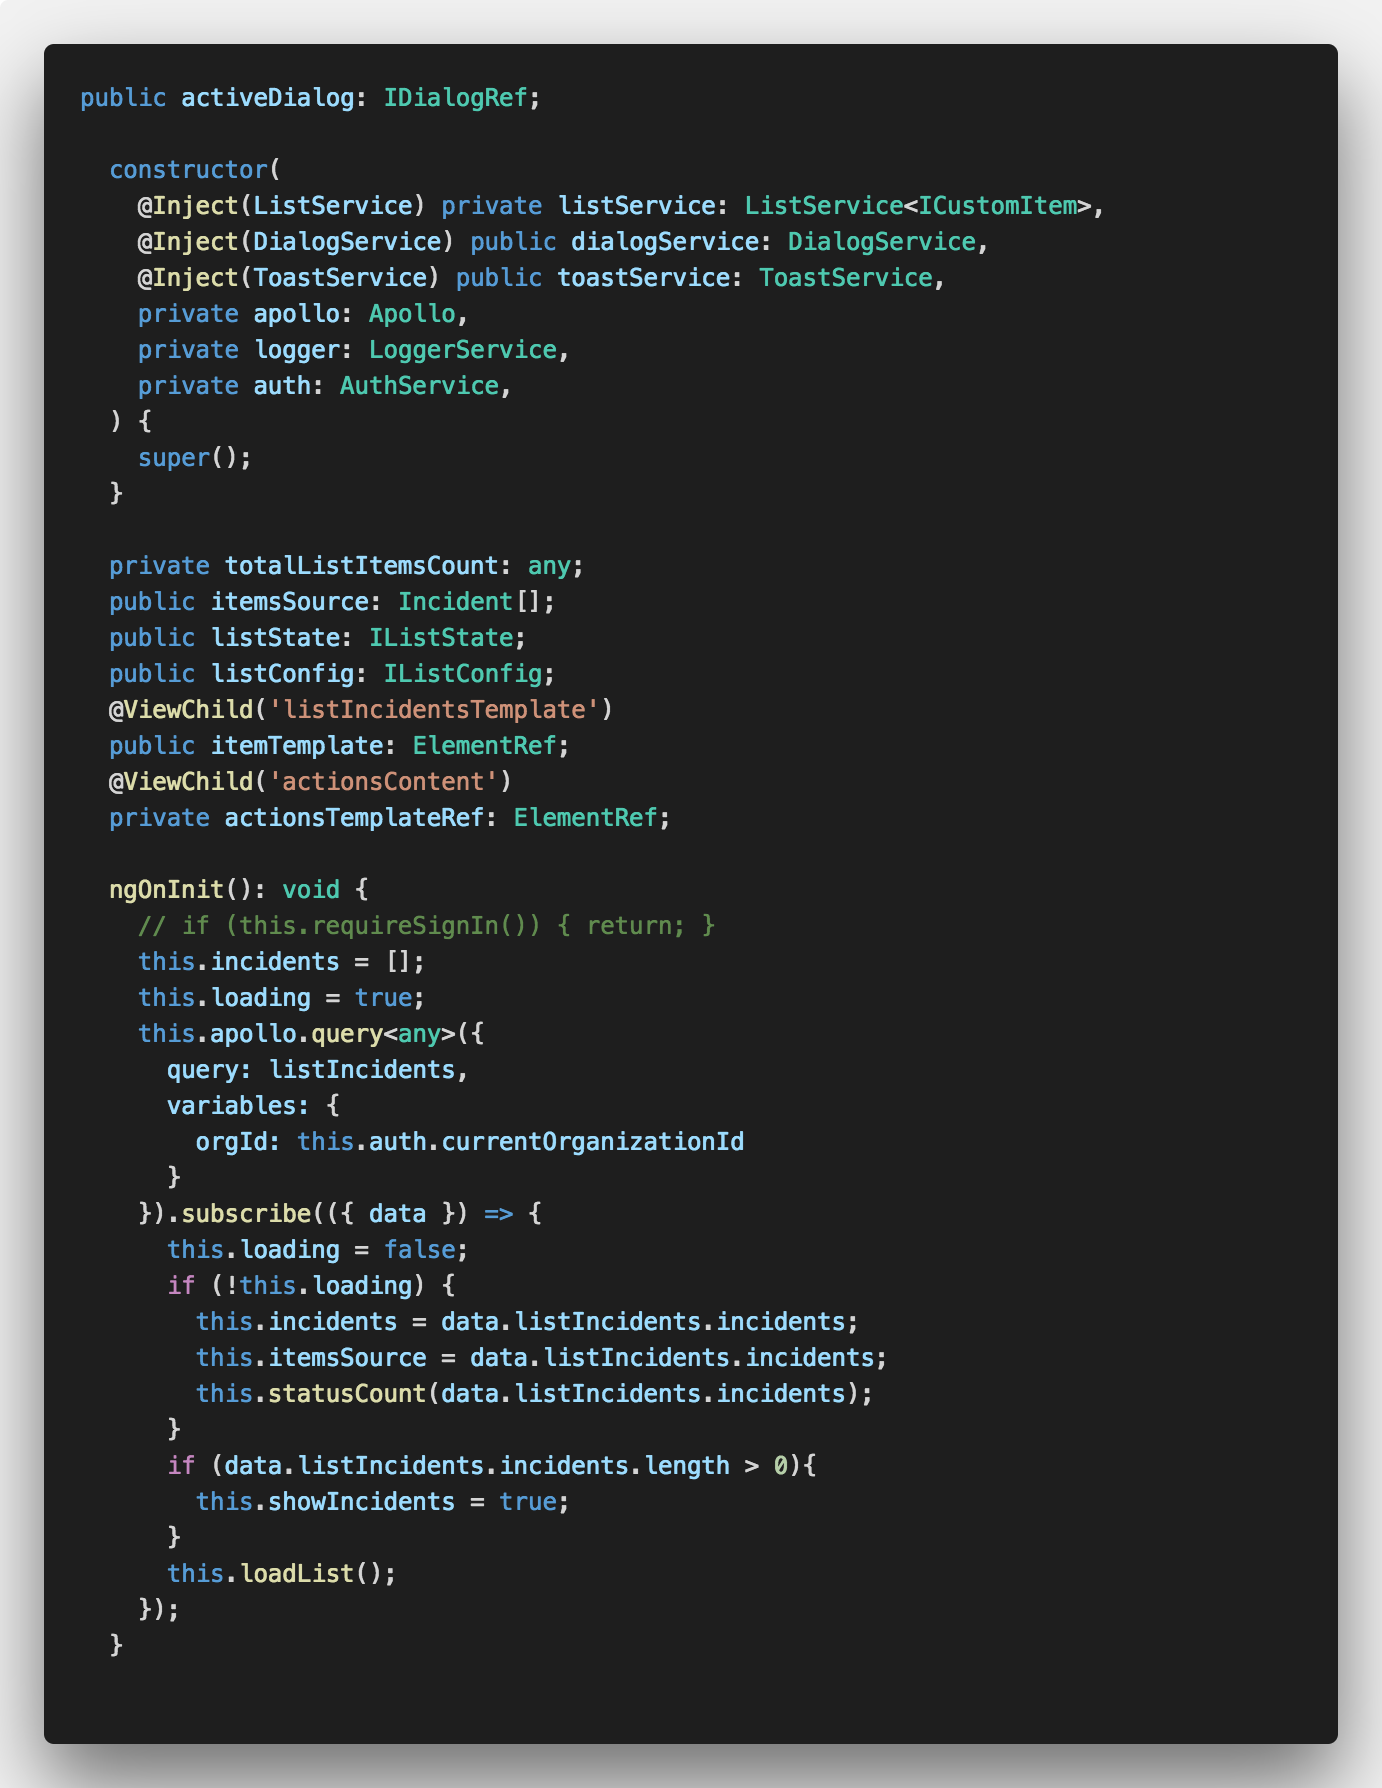 public activeDialog: IDialogRef;

  constructor(
    @Inject(ListService) private listService: ListService<ICustomItem>,
    @Inject(DialogService) public dialogService: DialogService,
    @Inject(ToastService) public toastService: ToastService,
    private apollo: Apollo,
    private logger: LoggerService,
    private auth: AuthService,
  ) {
    super();
  }

  private totalListItemsCount: any;
  public itemsSource: Incident[];
  public listState: IListState;
  public listConfig: IListConfig;
  @ViewChild('listIncidentsTemplate')
  public itemTemplate: ElementRef;
  @ViewChild('actionsContent')
  private actionsTemplateRef: ElementRef;

  ngOnInit(): void {
    // if (this.requireSignIn()) { return; }
    this.incidents = [];
    this.loading = true;
    this.apollo.query<any>({
      query: listIncidents,
      variables: {
        orgId: this.auth.currentOrganizationId
      }
    }).subscribe(({ data }) => {
      this.loading = false;
      if (!this.loading) {
        this.incidents = data.listIncidents.incidents;
        this.itemsSource = data.listIncidents.incidents;
        this.statusCount(data.listIncidents.incidents);
      }
      if (data.listIncidents.incidents.length > 0){
        this.showIncidents = true;
      }
      this.loadList();
    });
  }